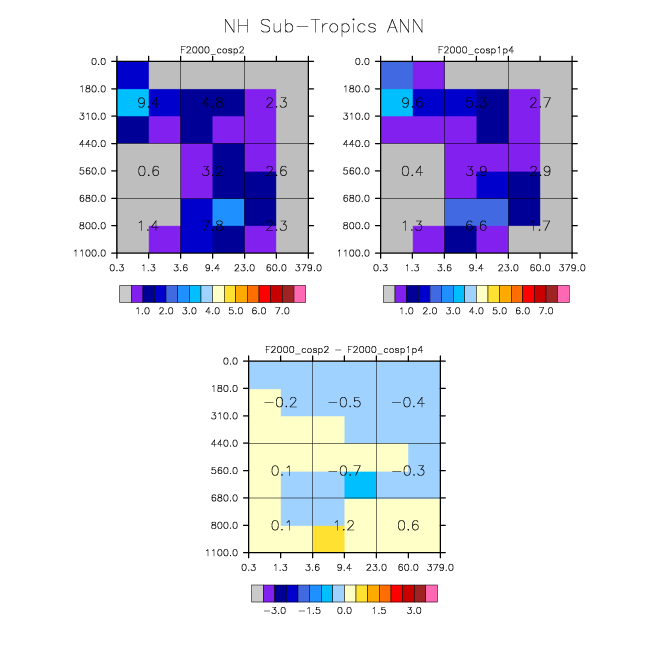 NH Sub-Tropics ANN
F2000_cosp2
0.0
180.0
310.0
440.0
560.0
680.0
800.0
1100.0
9.4 4.8 2.3
0.6 3.2 2.6
1.4 7.8 2.3
0.3 1.3 3.6 9.4 23.0 60.0 379.0
1.0 2.0 3.0 4.0 5.0 6.0 7.0
F2000_cosp1p4
0.0
180.0
310.0
440.0
560.0
680.0
800.0
1100.0
9.6 5.3 2.7
0.4 3.9 2.9
1.3 6.6 1.7
0.3 1.3 3.6 9.4 23.0 60.0 379.0
1.0 2.0 3.0 4.0 5.0 6.0 7.0
F2000_cosp2 - F2000_cosp1p4
0.0
180.0
310.0
440.0
560.0
680.0
800.0
1100.0
-0.2 -0.5 -0.4
0.1 -0.7 -0.3
0.1 1.2 0.6
0.3 1.3 3.6 9.4 23.0 60.0 379.0
-3.0 -1.5 0.0 1.5 3.0